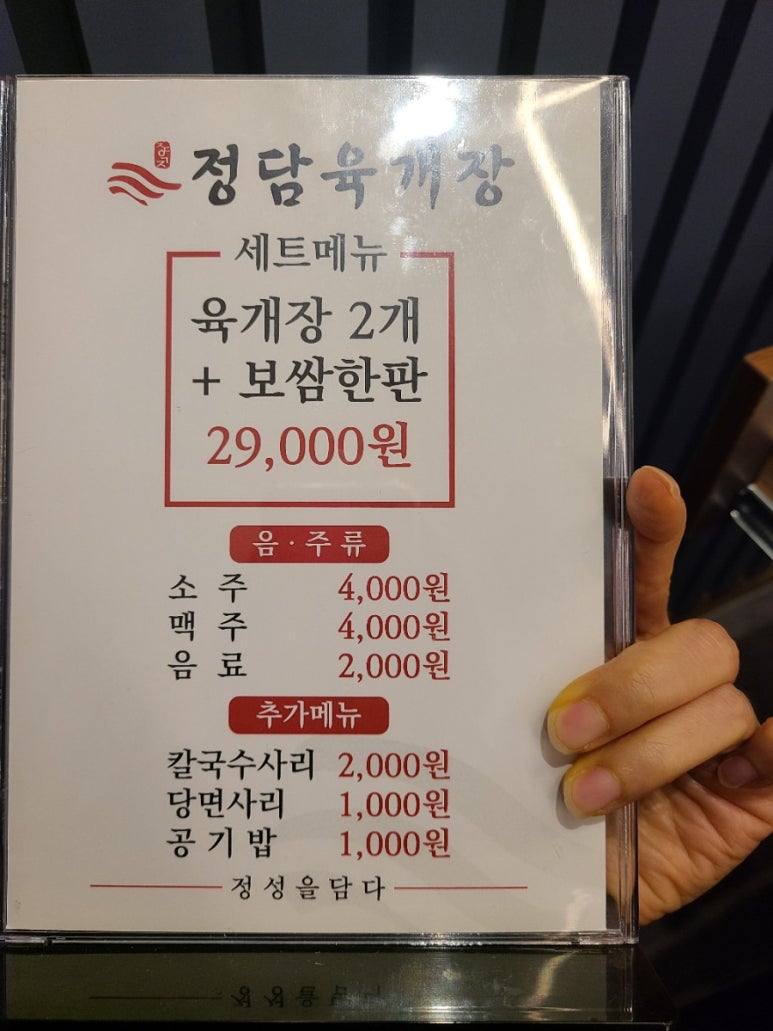 정담육개장
세트메뉴
육개장 2개
+ 보쌈한판
29,000원
음·주류
소주 4,000원
맥주 4,000원
음료 2,000원
추가메뉴
칼국수사리 2,000원
당면사리 1,000원
공기밥 1,000원
정성을담다